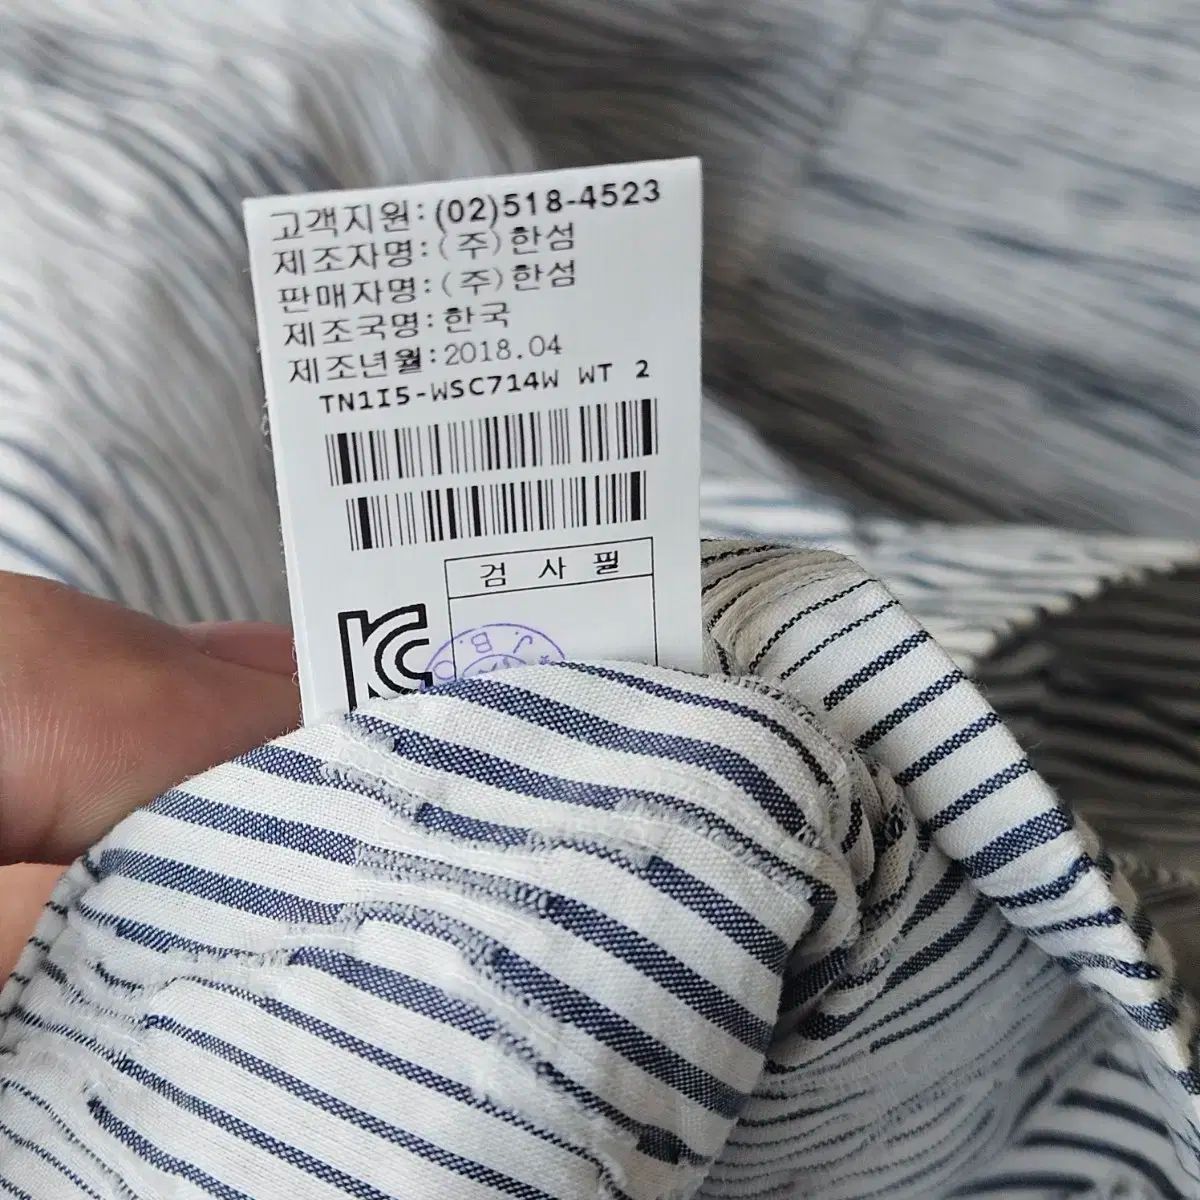 고객지원:(02)518-4523
제조자명:(주)한섬
판매자명:(주)한섬
제조국명:한국
제조년월:2018.04
TN1I5-WSC714W WT 2
검 사 필
KC
J.B.